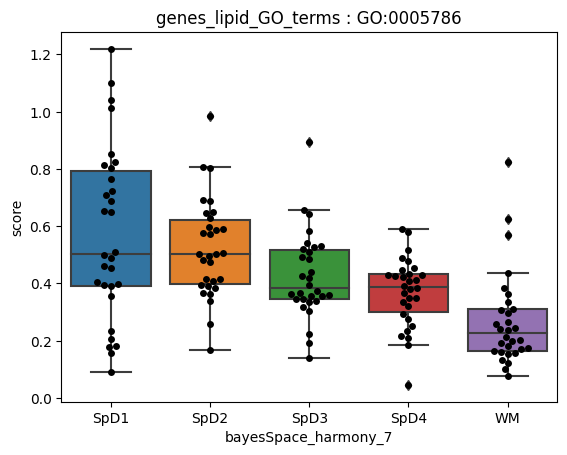 genes_lipid_GO_terms : GO:0005786
1.2
1.0
0.8
0.6
0.4
0.2
0.0
score
SpD1 SpD2 SpD3 SpD4 WM
bayesSpace_harmony_7